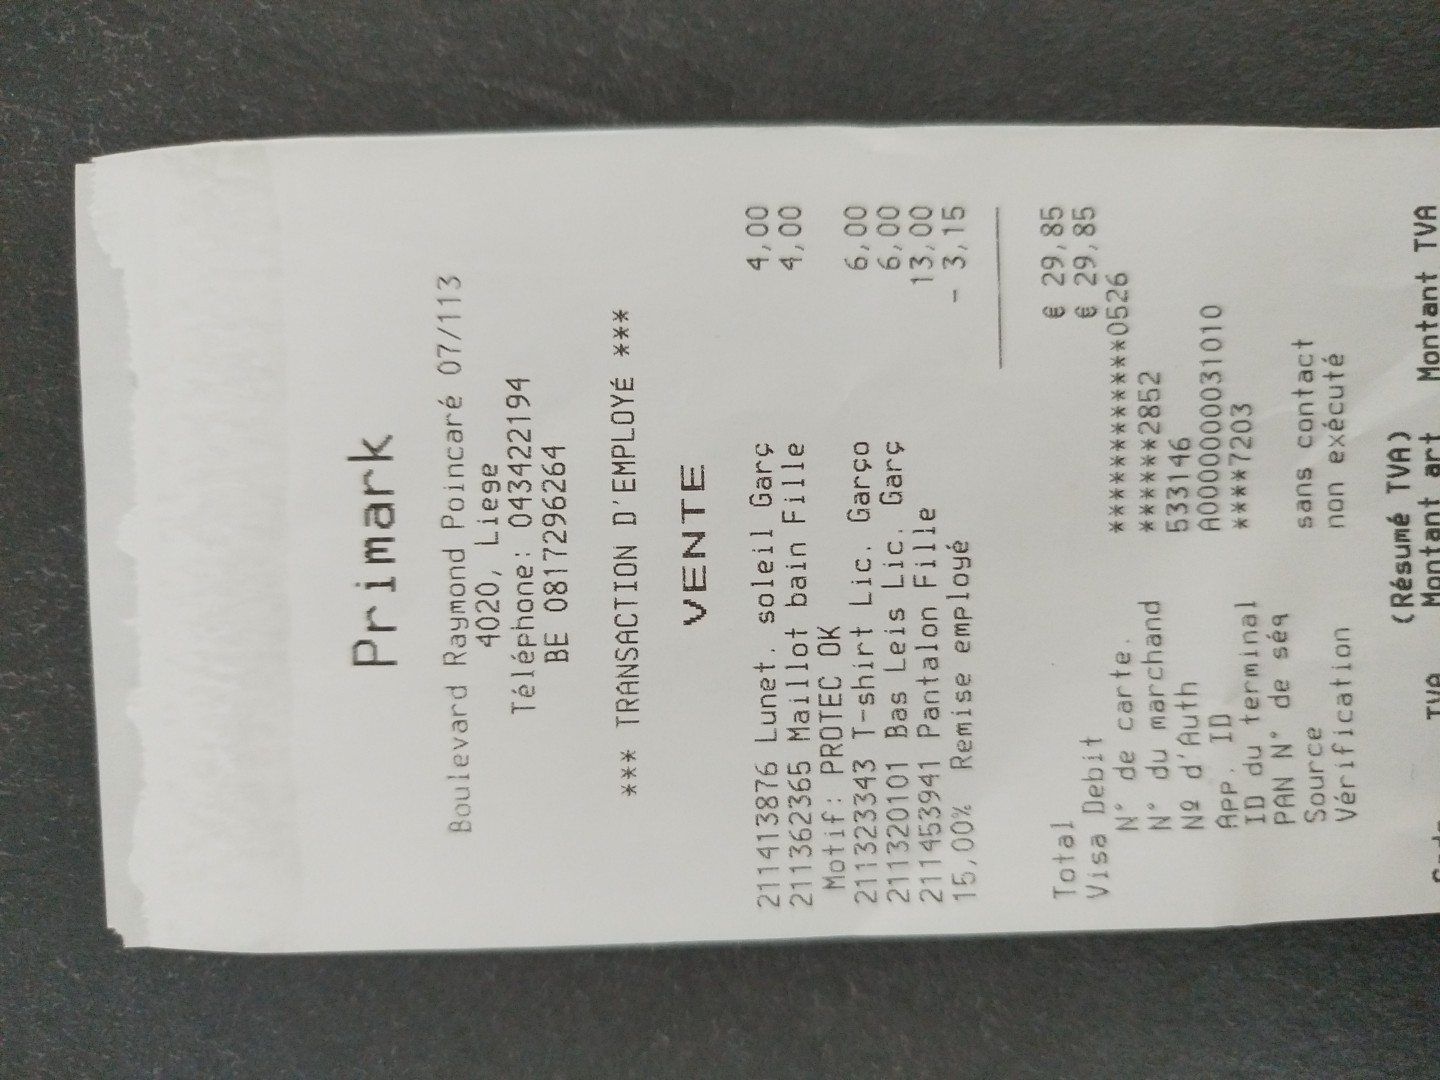 Primark
Boulevard Raymond Poincaré 07/113
4020, Liege
Téléphone: 043422194
BE 0817296264
*** TRANSACTION D'EMPLOYÉ ***
VENTE
211413876 Lunet. soleil Garç 4,00
211362365 Maillot bain Fille 4,00
Motif: PROTEC OK
211323343 T-shirt Lic. Garço 6,00
211320101 Bas Leis Lic. Garç 6,00
211453941 Pantalon Fille 13,00
15,00% Remise employé - 3,15
Total € 29,85
Visa Debit € 29,85
N° de carte. ************0526
N° du marchand ******2852
Nº d'Auth 533146
App. ID A0000000031010
ID du terminal ****7203
PAN N° de séq
Source sans contact
Vérification non exécuté
(Résumé TVA)
Code TVA Montant art Montant TVA